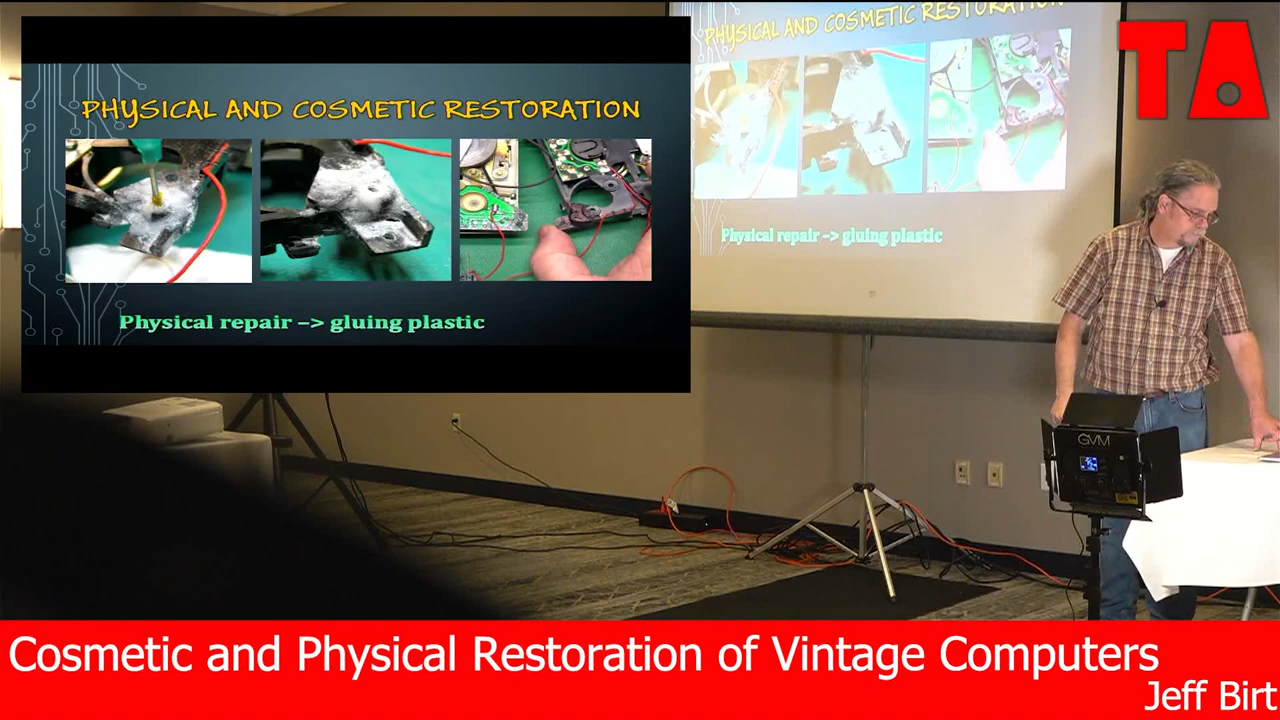 PHYSICAL AND COSMETIC RESTORATION
Physical repair –> gluing plastic
PHYSICAL AND COSMETIC RESTORATION
Physical repair –> gluing plastic
TA
GVM
Cosmetic and Physical Restoration of Vintage Computers
Jeff Birt